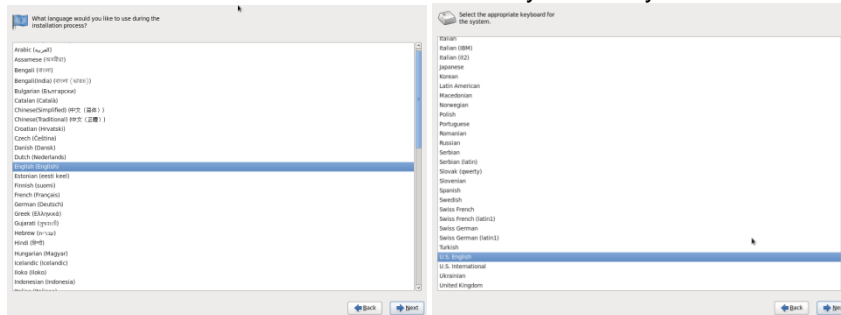 What language would you like to use during the
installation process?
Arabic (العربية)
Assamese (অসমীয়া)
Bengali (বাংলা)
Bengali(India) (বাংলা (ভারত))
Bulgarian (Български)
Catalan (Català)
Chinese(Simplified) (中文（简体）)
Chinese(Traditional) (中文（正體）)
Croatian (Hrvatski)
Czech (Čeština)
Danish (Dansk)
Dutch (Nederlands)
English (English)
Estonian (eesti keel)
Finnish (suomi)
French (Français)
German (Deutsch)
Greek (Ελληνικά)
Gujarati (ગુજરાતી)
Hebrew (עברית)
Hindi (हिन्दी)
Hungarian (Magyar)
Icelandic (Icelandic)
Iloko (Iloko)
Indonesian (Indonesia)
Back
Next
Select the appropriate keyboard for
the system.
Italian
Italian (IBM)
Italian (it2)
Japanese
Korean
Latin American
Macedonian
Norwegian
Polish
Portuguese
Romanian
Russian
Serbian
Serbian (latin)
Slovak (qwerty)
Slovenian
Spanish
Swedish
Swiss French
Swiss French (latin1)
Swiss German
Swiss German (latin1)
Turkish
U.S. English
U.S. International
Ukrainian
United Kingdom
Back